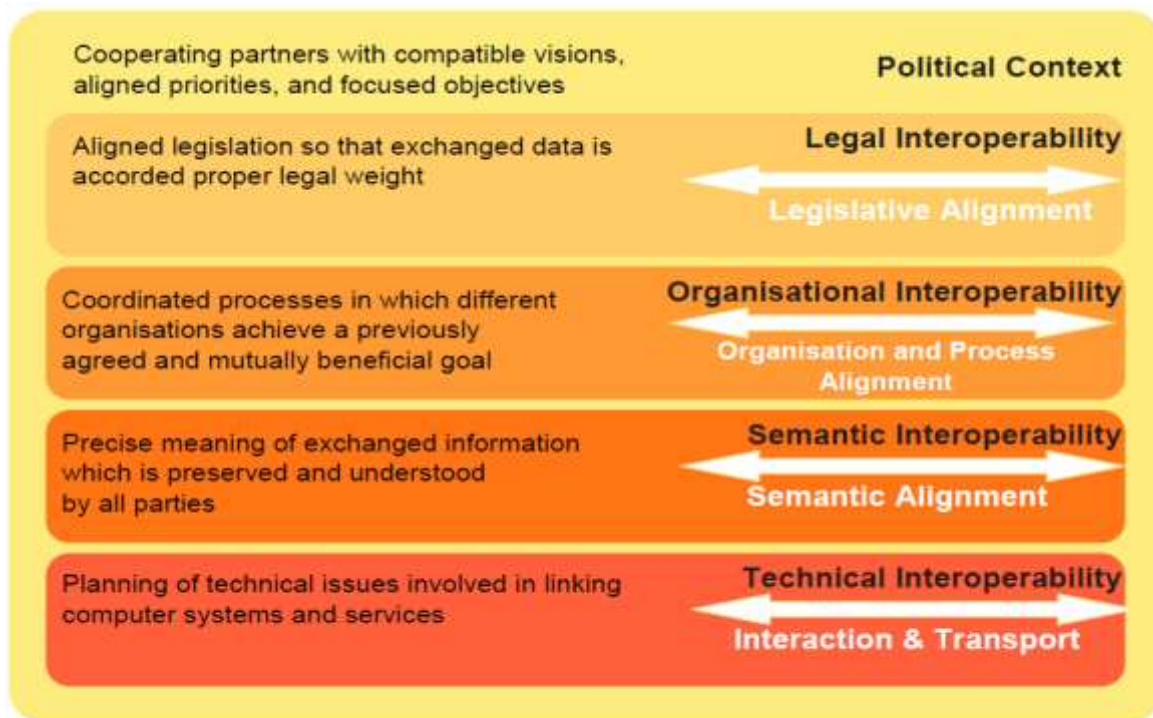 Cooperating partners with compatible visions,
aligned priorities, and focused objectives
Political Context
Aligned legislation so that exchanged data is
accorded proper legal weight
Legal Interoperability
Legislative Alignment
Coordinated processes in which different
organisations achieve a previously
agreed and mutually beneficial goal
Organisational Interoperability
Organisation and Process
Alignment
Precise meaning of exchanged information
which is preserved and understood
by all parties
Semantic Interoperability
Semantic Alignment
Planning of technical issues involved in linking
computer systems and services
Technical Interoperability
Interaction & Transport